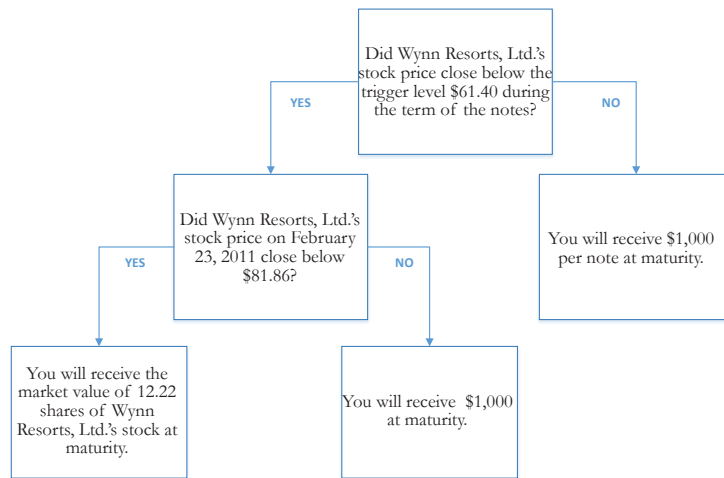 Did Wynn Resorts, Ltd.'s
stock price close below the
trigger level $61.40 during
the term of the notes?
YES
NO
Did Wynn Resorts, Ltd.'s
stock price on February
23, 2011 close below
$81.86?
You will receive $1,000
per note at maturity.
YES
NO
You will receive the
market value of 12.22
shares of Wynn
Resorts, Ltd.'s stock at
maturity.
You will receive $1,000
at maturity.